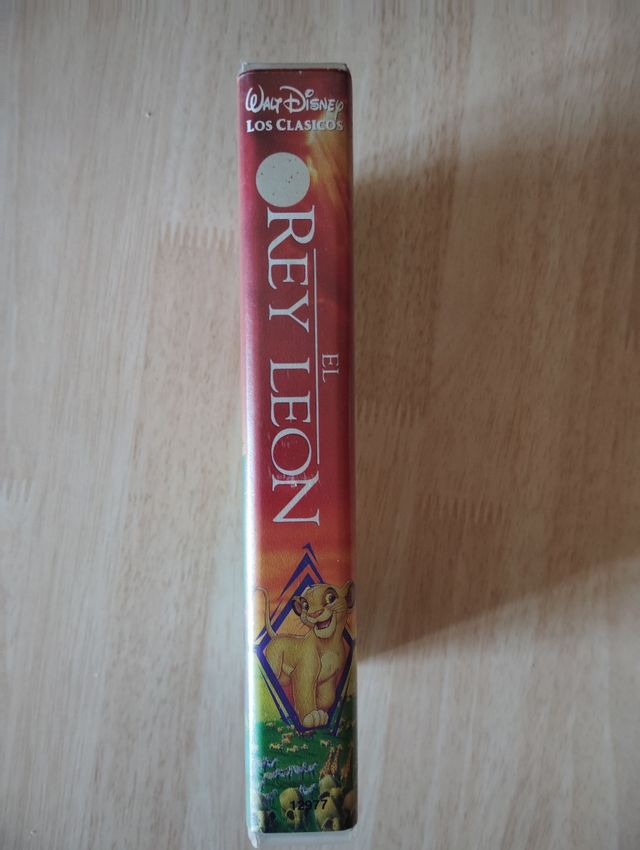 WALT DISNEY
LOS CLASICOS
EL
REY LEON
12977